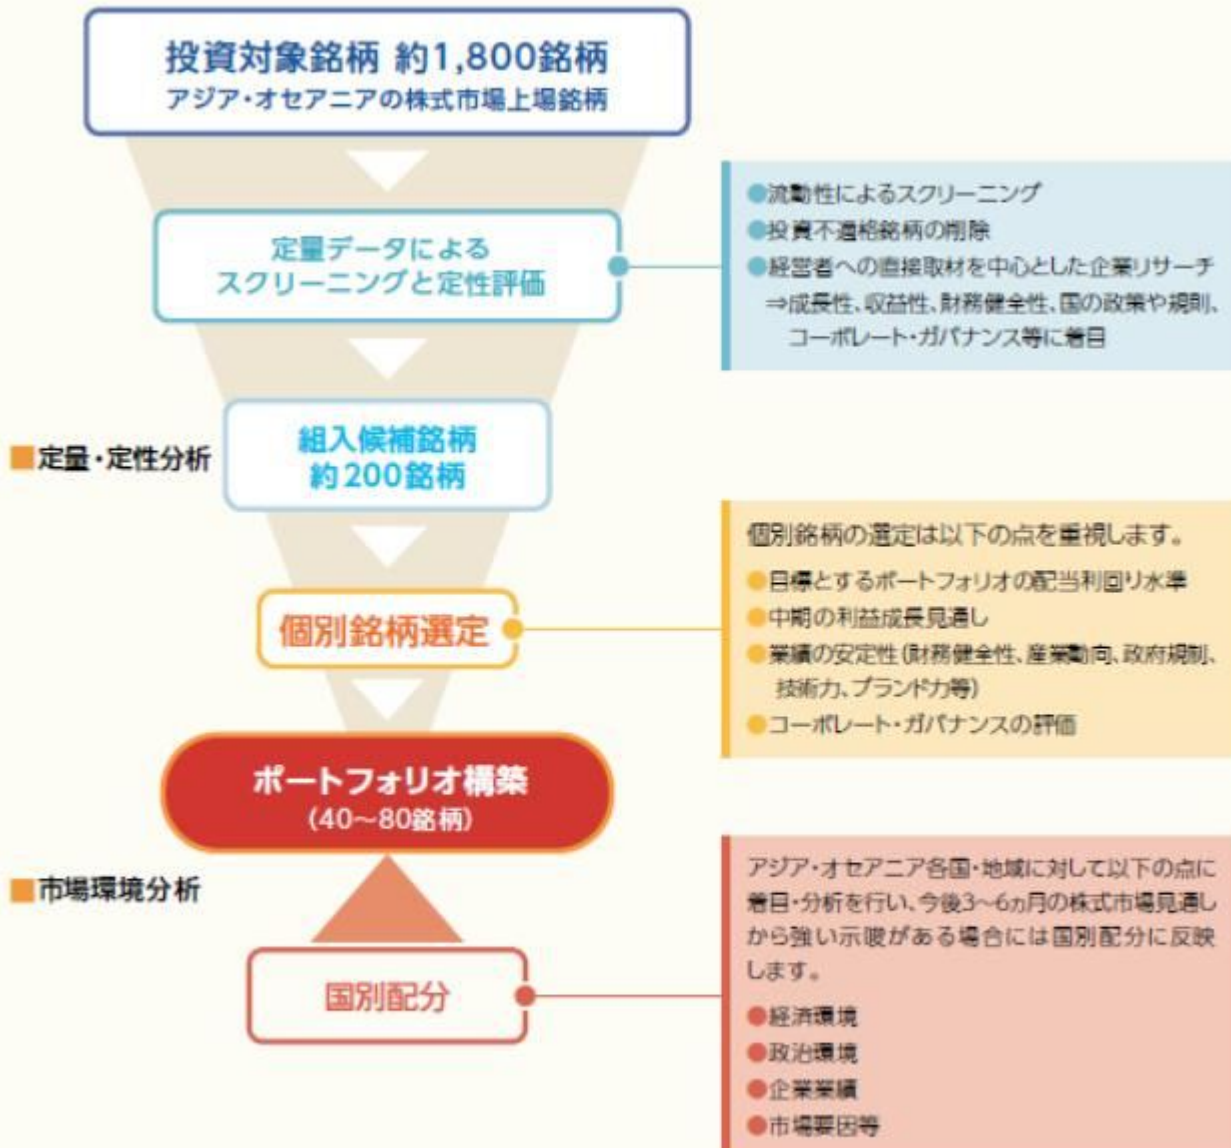 投資対象銘柄 約1,800銘柄
アジア・オセアニアの株式市場上場銘柄
定量データによる
スクリーニングと定性評価
●流動性によるスクリーニング
●投資不適格銘柄の削除
●経営者への直接取材を中心とした企業リサーチ
⇒成長性、収益性、財務健全性、国の政策や規則、
コーポレート・ガバナンス等に着目
■定量・定性分析
組入候補銘柄
約200銘柄
個別銘柄選定
個別銘柄の選定は以下の点を重視します。
●目標とするポートフォリオの配当利回り水準
●中期の利益成長見通し
●業績の安定性(財務健全性、産業動向、政府規制、
技術力、ブランド力等)
●コーポレート・ガバナンスの評価
ポートフォリオ構築
(40～80銘柄)
■市場環境分析
国別配分
アジア・オセアニア各国・地域に対して以下の点に
着目・分析を行い、今後3～6ヵ月の株式市場見通し
から強い示唆がある場合には国別配分に反映
します。
●経済環境
●政治環境
●企業業績
●市場要因等